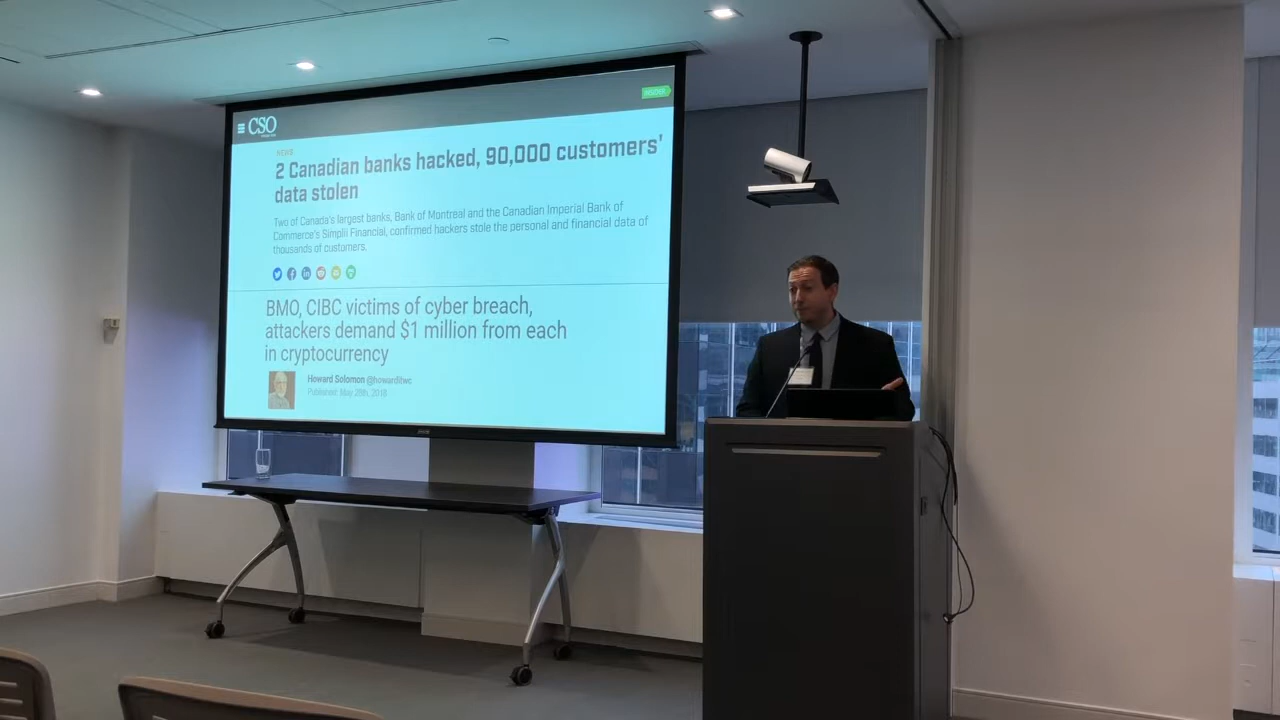 CSO
INSIDER
NEWS
2 Canadian banks hacked, 90,000 customers'
data stolen
Two of Canada's largest banks, Bank of Montreal and the Canadian Imperial Bank of
Commerce's Simplii Financial, confirmed hackers stole the personal and financial data of
thousands of customers.
BMO, CIBC victims of cyber breach,
attackers demand $1 million from each
in cryptocurrency
Howard Solomon @howarditwc
Published: May 28th, 2018